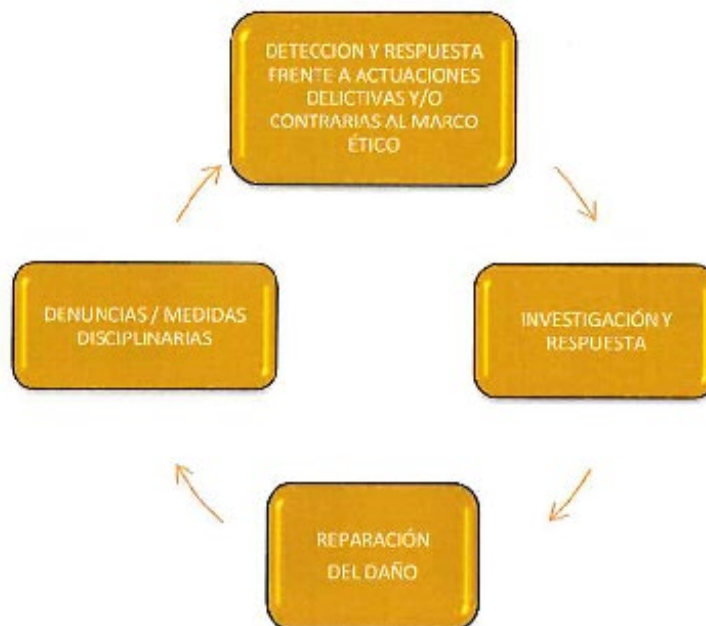 DETECCION Y RESPUESTA
FRENTE A ACTUACIONES
DELICTIVAS Y/O
CONTRARIAS AL MARCO
ÉTICO
INVESTIGACIÓN Y
RESPUESTA
REPARACIÓN
DEL DAÑO
DENUNCIAS / MEDIDAS
DISCIPLINARIAS